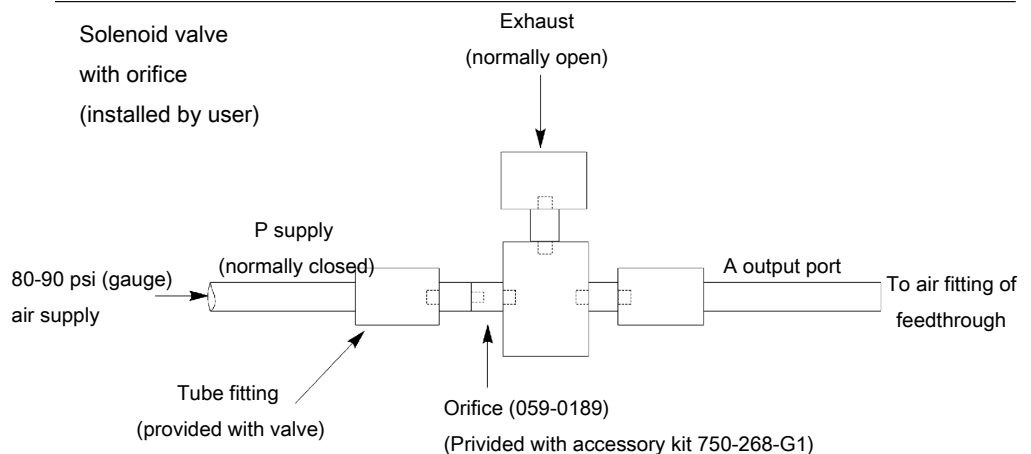 Solenoid valve
with orifice
(installed by user)
Exhaust
(normally open)
P supply
(normally closed)
80-90 psi (gauge)
air supply
A output port
To air fitting of
feedthrough
Tube fitting
(provided with valve)
Orifice (059-0189)
(Privided with accessory kit 750-268-G1)